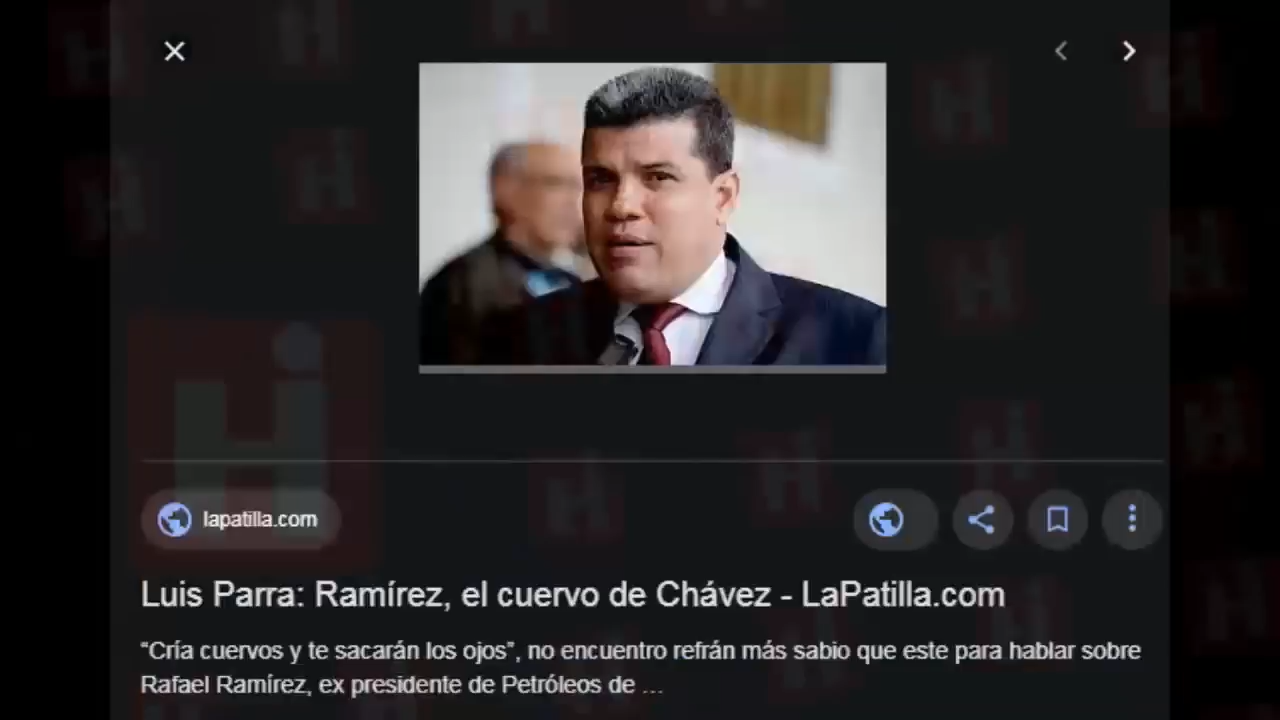 Hi
lapatilla.com
Luis Parra: Ramírez, el cuervo de Chávez - LaPatilla.com
“Cría cuervos y te sacarán los ojos”, no encuentro refrán más sabio que este para hablar sobre
Rafael Ramírez, ex presidente de Petróleos de ...